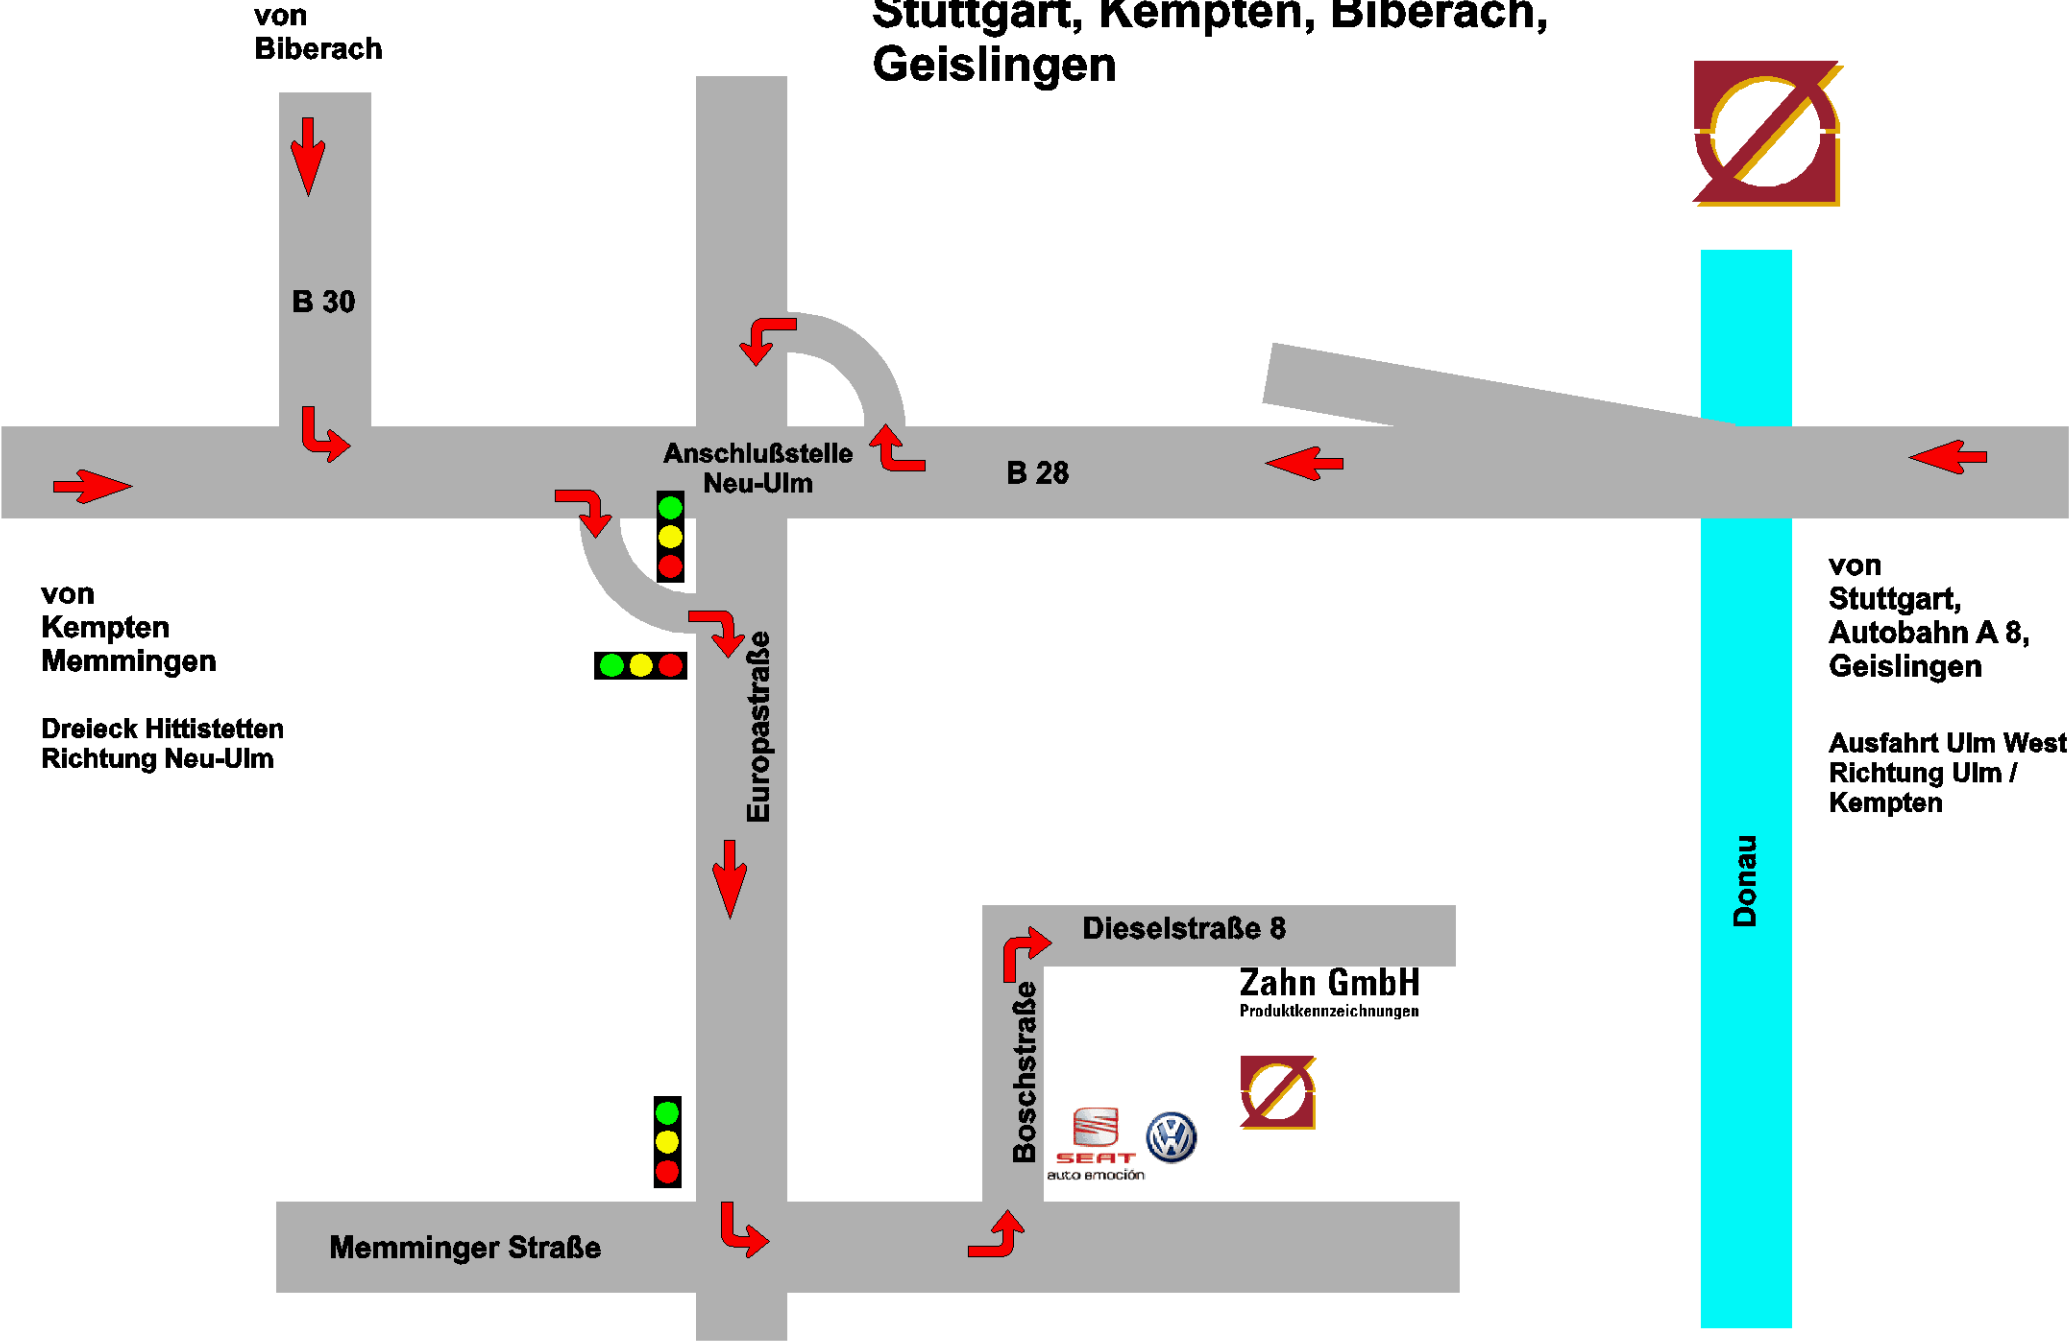 Stuttgart, Kempten, Biberach,
Geislingen
von
Biberach
B 30
Anschlußstelle
Neu-Ulm
B 28
von
Kempten
Memmingen
Dreieck Hittistetten
Richtung Neu-Ulm
von
Stuttgart,
Autobahn A 8,
Geislingen
Ausfahrt Ulm West
Richtung Ulm /
Kempten
Europastraße
Donau
Dieselstraße 8
Zahn GmbH
Produktkennzeichnungen
Boschstraße
SEAT
auto emoción
Memminger Straße